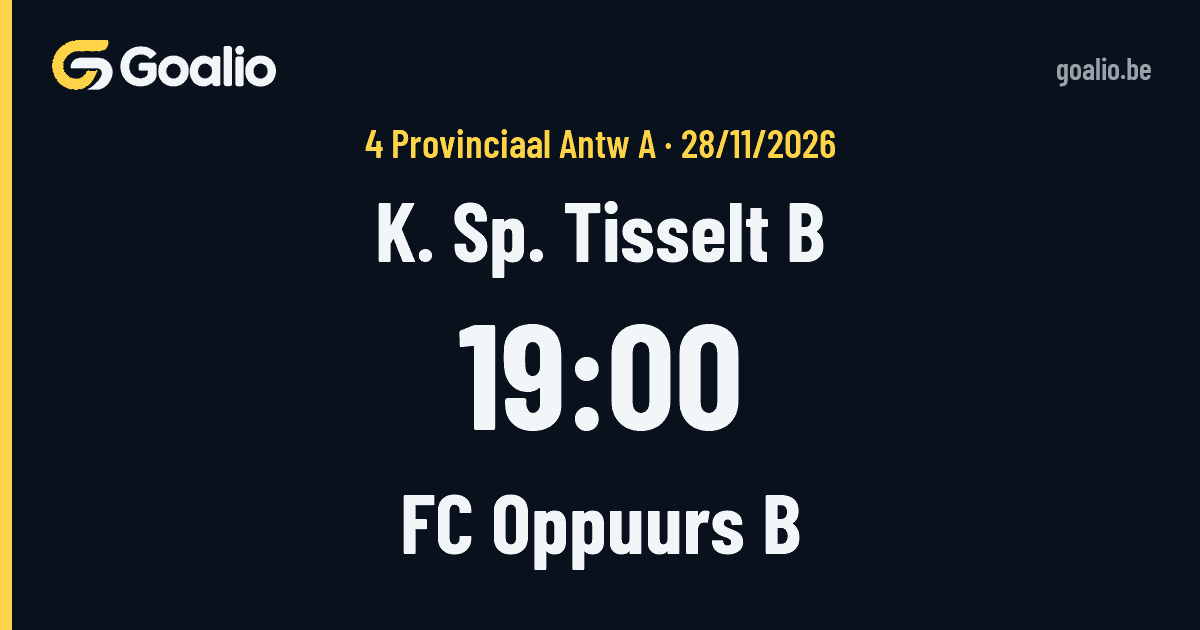 Goalio
goalio.be
4 Provinciaal Antw A · 28/11/2026
K. Sp. Tisselt B
19:00
FC Oppuurs B